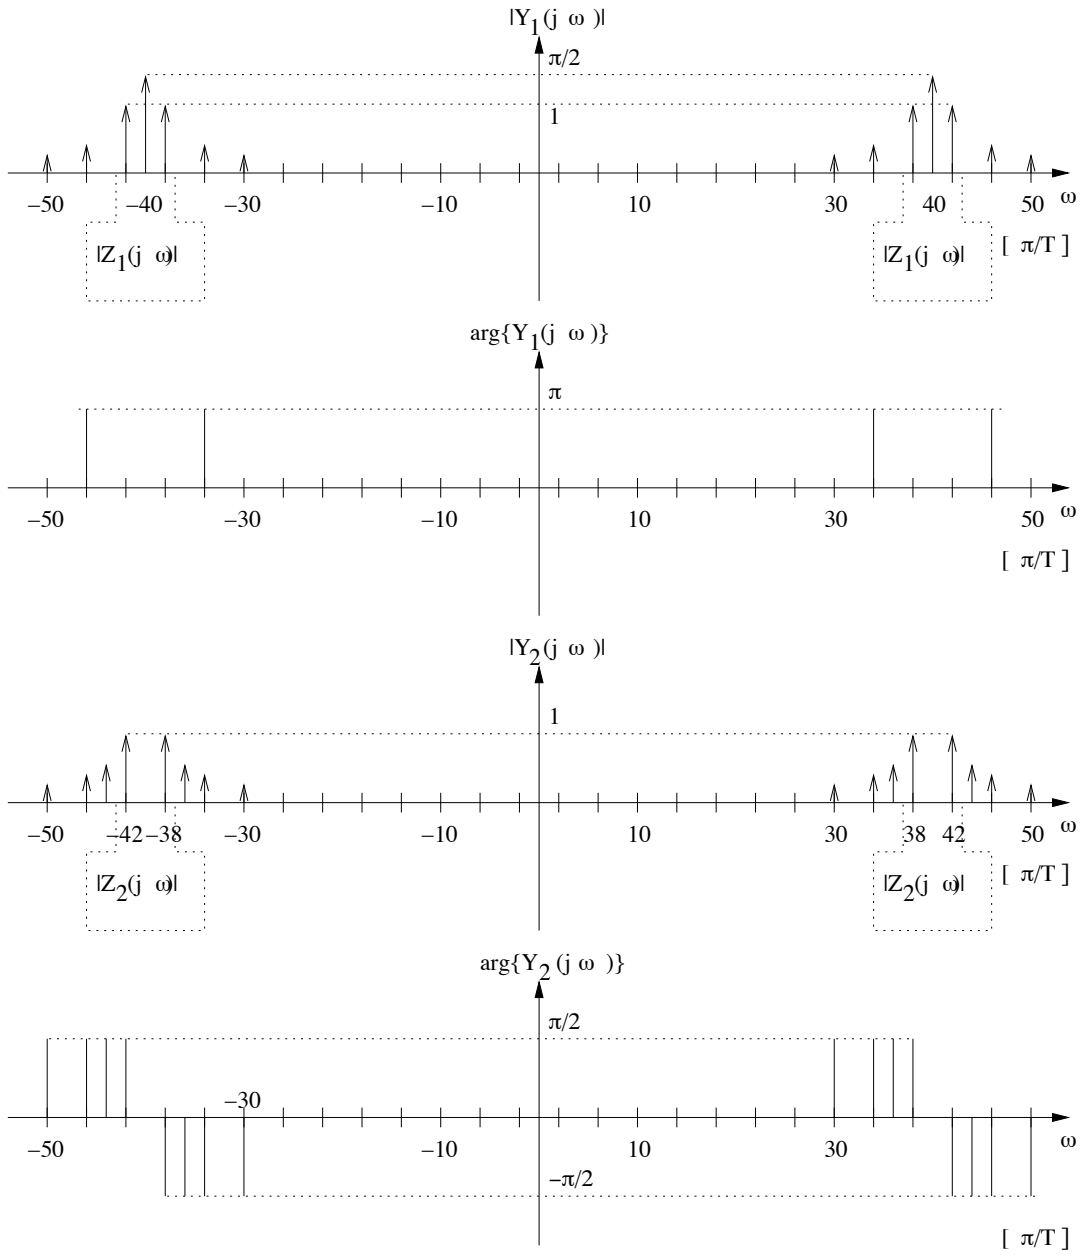 |Y1(j ω )|
π/2
1
−50 −40 −30 −10 10 30 40 50 ω
|Z1(j ω)| |Z1(j ω)| [ π/T ]
arg{Y1(j ω )}
π
−50 −30 −10 10 30 50 ω
[ π/T ]
|Y2(j ω )|
1
−50 −42 −38 −30 −10 10 30 38 42 50 ω
|Z2(j ω)| |Z2(j ω)| [ π/T ]
arg{Y2(j ω )}
π/2
−30
−50 −10 10 30 ω
−π/2
[ π/T ]